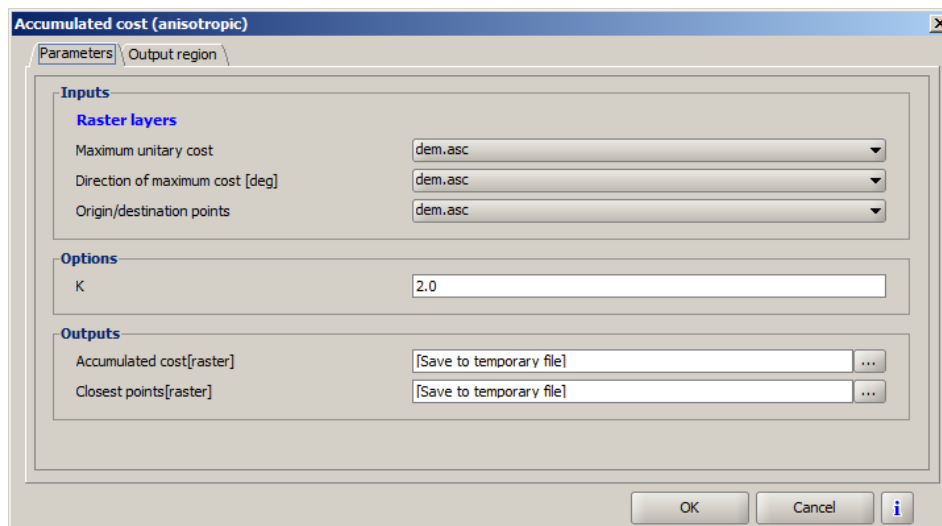 Accumulated cost (anisotropic)
Parameters Output region
Inputs
Raster layers
Maximum unitary cost dem.asc
Direction of maximum cost [deg] dem.asc
Origin/destination points dem.asc
Options
K 2.0
Outputs
Accumulated cost[raster] [Save to temporary file] ...
Closest points[raster] [Save to temporary file] ...
OK Cancel i